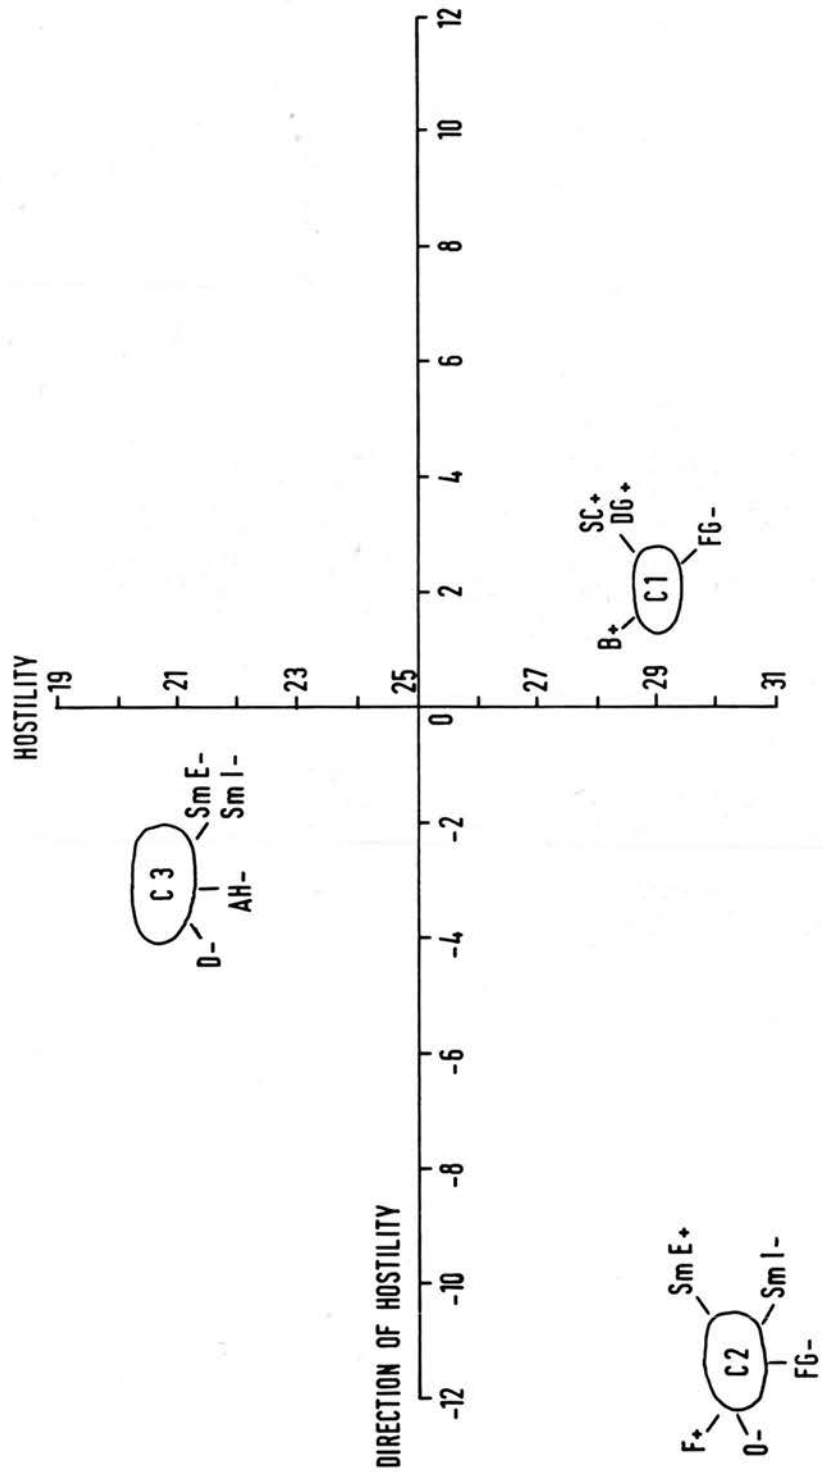 HOSTILITY
19
21
23
25
27
29
31
DIRECTION OF HOSTILITY
-12
-10
-8
-6
-4
-2
0
2
4
6
8
10
12
C3
D-
AH-
Sm E-
Sm I-
B+
SC+
DG+
C1
FG-
F+
Sm E+
C2
O-
FG-
Sm I-